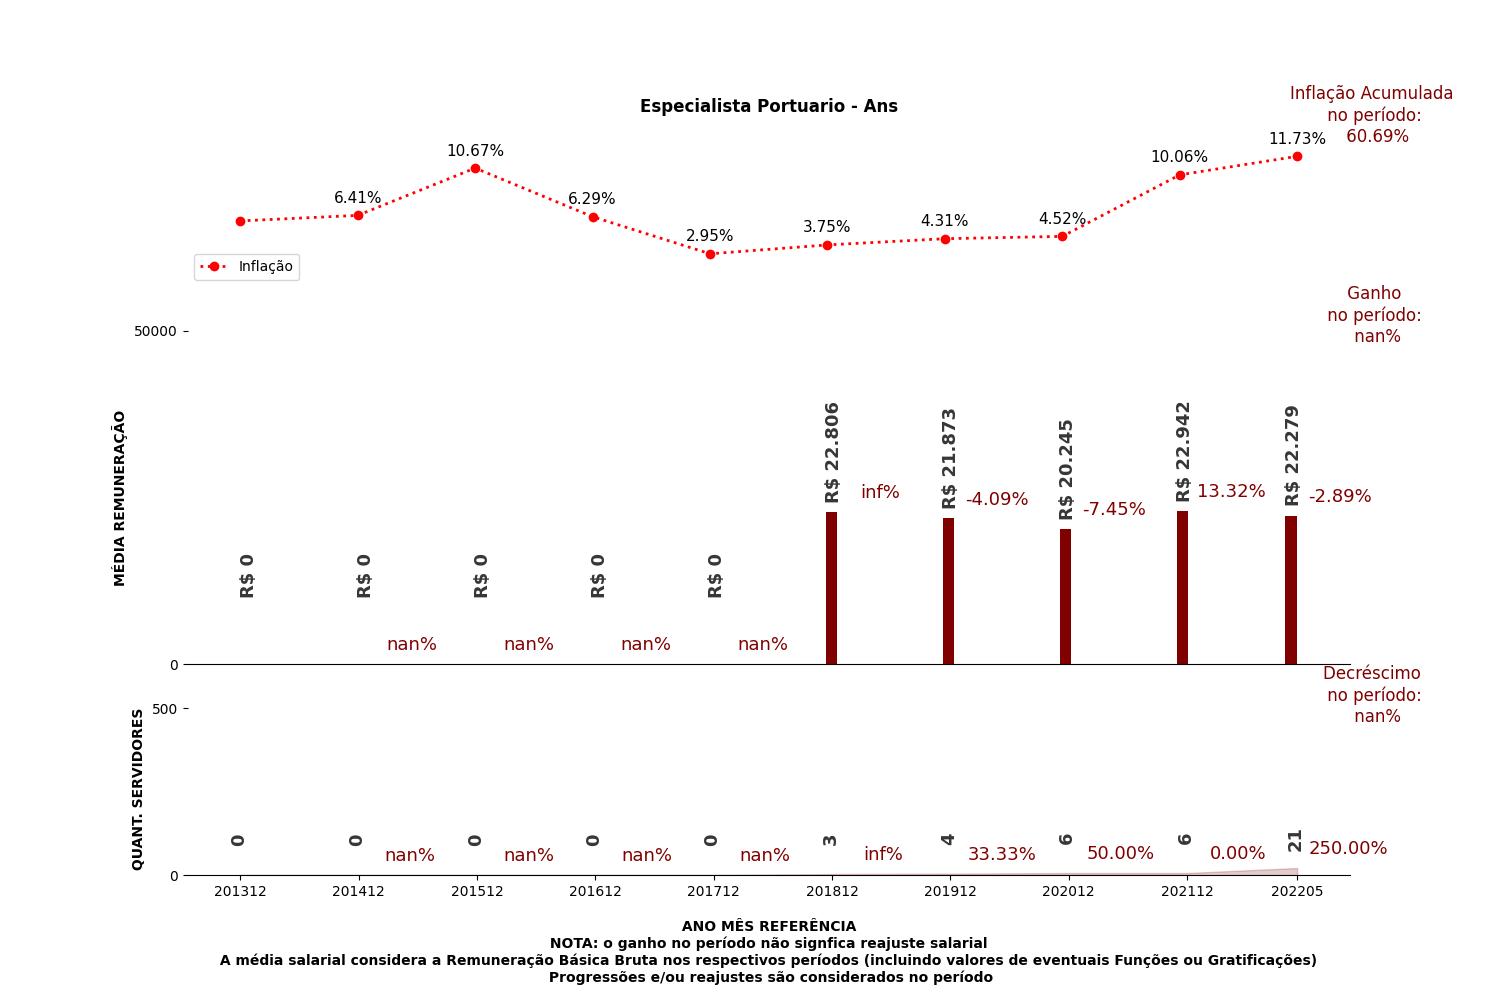 Especialista Portuario - Ans
Inflação Acumulada
no período:
60.69%
6.41%
10.67%
6.29%
2.95%
3.75%
4.31%
4.52%
10.06%
11.73%
Inflação
Ganho
no período:
nan%
50000
0
MÉDIA REMUNERAÇÃO
R$ 0
R$ 0
R$ 0
R$ 0
R$ 0
R$ 22.806
R$ 21.873
R$ 20.245
R$ 22.942
R$ 22.279
nan%
nan%
nan%
nan%
inf%
-4.09%
-7.45%
13.32%
-2.89%
Decréscimo
no período:
nan%
500
0
QUANT. SERVIDORES
0
0
0
0
0
3
4
6
6
21
nan%
nan%
nan%
nan%
inf%
33.33%
50.00%
0.00%
250.00%
201312
201412
201512
201612
201712
201812
201912
202012
202112
202205
ANO MÊS REFERÊNCIA
NOTA: o ganho no período não signfica reajuste salarial
A média salarial considera a Remuneração Básica Bruta nos respectivos períodos (incluindo valores de eventuais Funções ou Gratificações)
Progressões e/ou reajustes são considerados no período